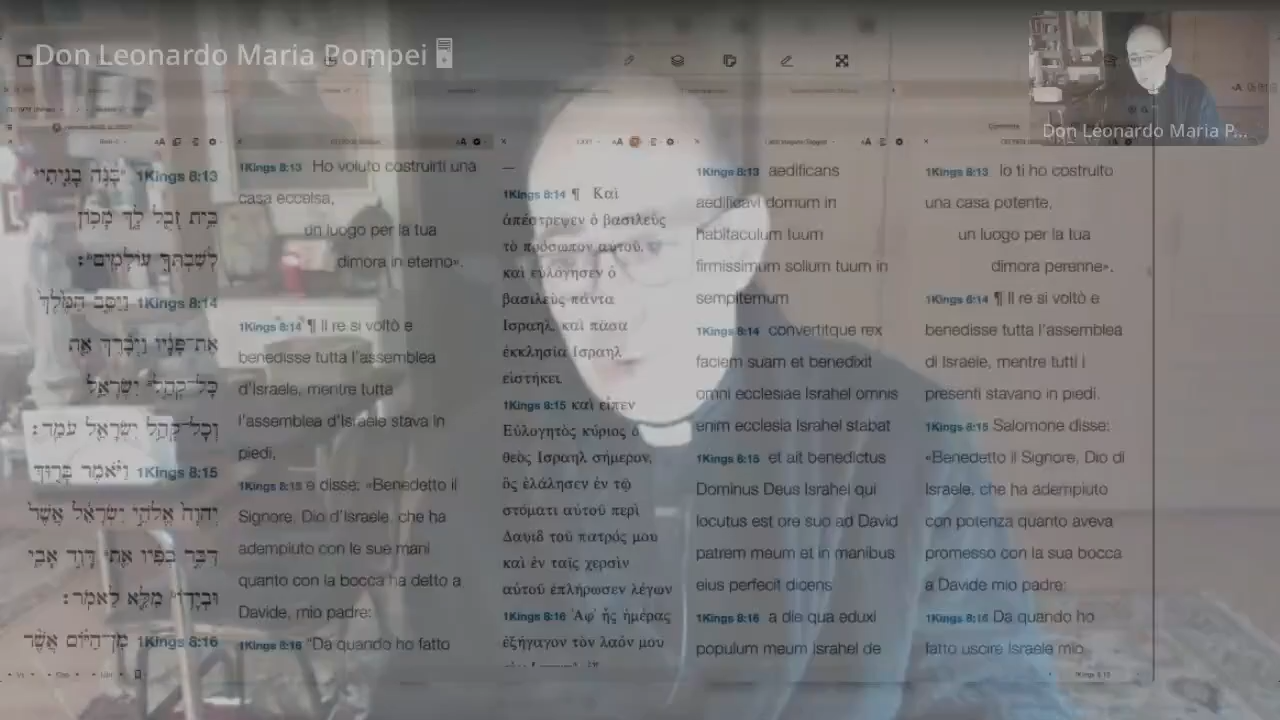 Don Leonardo Maria Pompei
Don Leonardo Maria P...
1Kings 8:13 ״בָּנֹה בָנִיתִי
בֵּית זְבֻל לָךְ מָכוֹן
לְשִׁבְתְּךָ עוֹלָמִים״:
1Kings 8:14 וַיַּסֵּב הַמֶּלֶךְ
אֶת־פָּנָיו וַיְבָרֶךְ אֵת
כָּל־קְהַל יִשְׂרָאֵל
וְכָל־קְהַל יִשְׂרָאֵל עֹמֵד:
1Kings 8:15 וַיֹּאמֶר בָּרוּךְ
יְהוָה אֱלֹהֵי יִשְׂרָאֵל אֲשֶׁר
דִּבֶּר בְּפִיו אֵת דָּוִד אָבִי
וּבְיָדוֹ מִלֵּא לֵאמֹר:
1Kings 8:16 מִן־הַיּוֹם אֲשֶׁר
1Kings 8:13 Ho voluto costruirti una
casa eccelsa,
un luogo per la tua
dimora in eterno».
1Kings 8:14 ¶ Il re si voltò e
benedisse tutta l'assemblea
d'Israele, mentre tutta
l'assemblea d'Israele stava in
piedi,
1Kings 8:15 e disse: «Benedetto il
Signore, Dio d'Israele, che ha
adempiuto con le sue mani
quanto con la bocca ha detto a
Davide, mio padre:
1Kings 8:16 "Da quando ho fatto
1Kings 8:14 ¶ Καὶ
ἀπέστρεψεν ὁ βασιλεὺς
τὸ πρόσωπον αὐτοῦ,
καὶ εὐλόγησεν ὁ
βασιλεὺς πάντα
Ισραηλ, καὶ πᾶσα
ἐκκλησία Ισραηλ
εἱστήκει.
1Kings 8:15 καὶ εἶπεν
Εὐλογητὸς κύριος ὁ
θεὸς Ισραηλ σήμερον,
ὃς ἐλάλησεν ἐν τῷ
στόματι αὐτοῦ περὶ
Δαυιδ τοῦ πατρός μου
καὶ ἐν ταῖς χερσὶν
αὐτοῦ ἐπλήρωσεν λέγων
1Kings 8:16 Ἀφ᾽ ἧς ἡμέρας
ἐξήγαγον τὸν λαόν μου
1Kings 8:13 aedificans
aedificavi domum in
habitaculum tuum
firmissimum solium tuum in
sempiternum
1Kings 8:14 convertitque rex
faciem suam et benedixit
omni ecclesiae Israhel omnis
enim ecclesia Israhel stabat
1Kings 8:15 et ait benedictus
Dominus Deus Israhel qui
locutus est ore suo ad David
patrem meum et in manibus
eius perfecit dicens
1Kings 8:16 a die qua eduxi
populum meum Israhel de
1Kings 8:13 Io ti ho costruito
una casa potente,
un luogo per la tua
dimora perenne».
1Kings 8:14 ¶ Il re si voltò e
benedisse tutta l'assemblea
di Israele, mentre tutti i
presenti stavano in piedi.
1Kings 8:15 Salomone disse:
«Benedetto il Signore, Dio di
Israele, che ha adempiuto
con potenza quanto aveva
promesso con la sua bocca
a Davide mio padre:
1Kings 8:16 Da quando ho
fatto uscire Israele mio